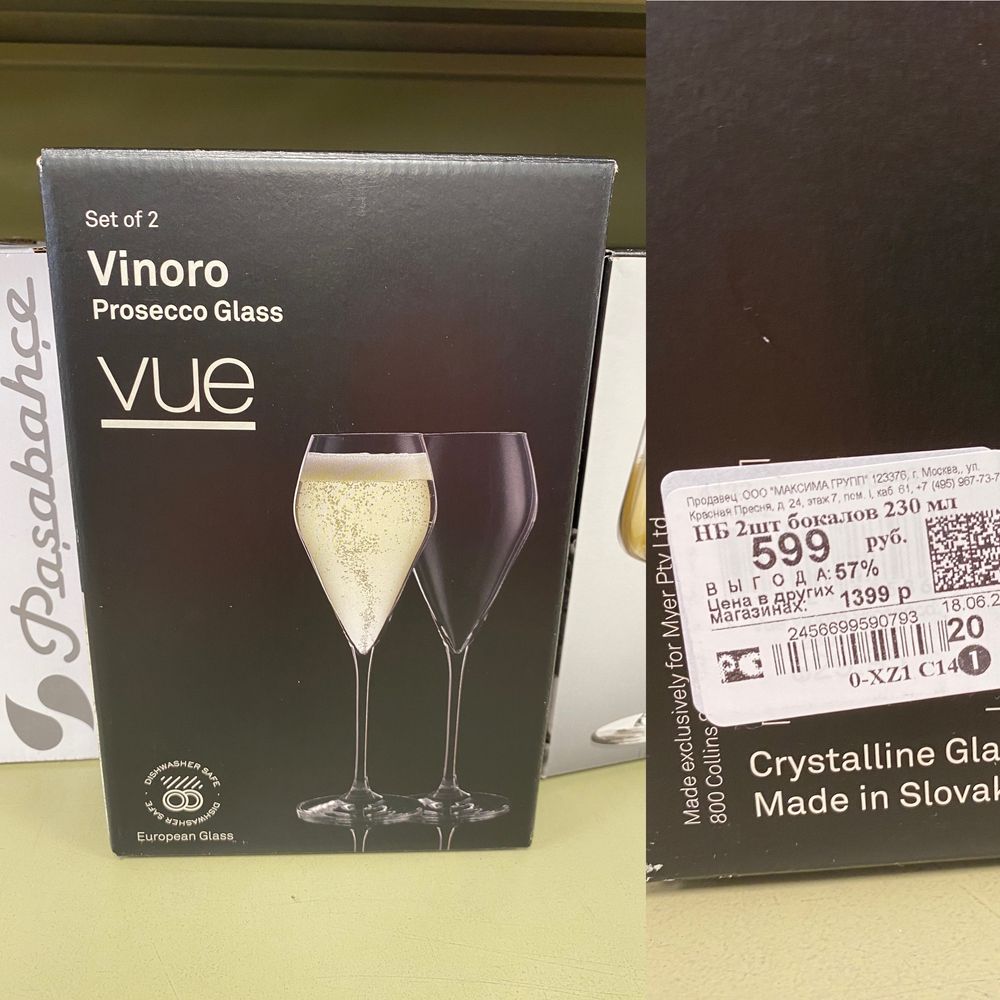 Set of 2
Vinoro
Prosecco Glass
vue
DISHWASHER SAFE · DISHWASHER SAFE ·
European Glass
Paşabahçe
Продавец: ООО "МАКСИМА ГРУПП" 123376, г. Москва,, ул.
Красная Пресня, д. 24, этаж 7, пом. I, каб. 61, +7 (495) 967-73-7
НБ 2шт бокалов 230 мл
599 руб.
ВЫГОДА: 57%
Цена в других
магазинах: 1399 р
18.06.2
2456699590793
20
0-XZ1 C14 1
Made exclusively for Myer Pty Ltd
800 Collins
Crystalline Gla
Made in Slovak